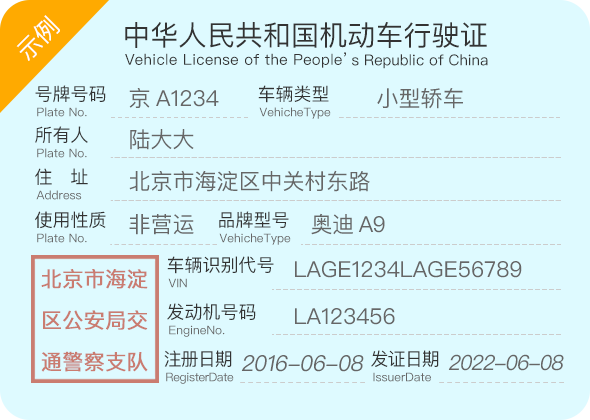 示例
中华人民共和国机动车行驶证
Vehicle License of the People's Republic of China
号牌号码 京 A1234 车辆类型 小型轿车
Plate No. VehicheType
所有人 陆大大
Plate No.
住 址 北京市海淀区中关村东路
Address
使用性质 非营运 品牌型号 奥迪 A9
Plate No. VehicheType
北京市海淀
区公安局交
通警察支队
车辆识别代号 LAGE1234LAGE56789
VIN
发动机号码 LA123456
EngineNo.
注册日期 2016-06-08 发证日期 2022-06-08
RegisterDate IssuerDate